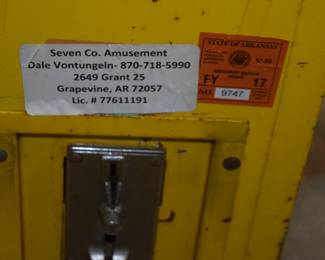 Seven Co. Amusement
Dale Vontungeln- 870-718-5990
2649 Grant 25
Grapevine, AR 72057
Lic. # 77611191
STATE OF ARKANSAS
FY 17
NO. 9747